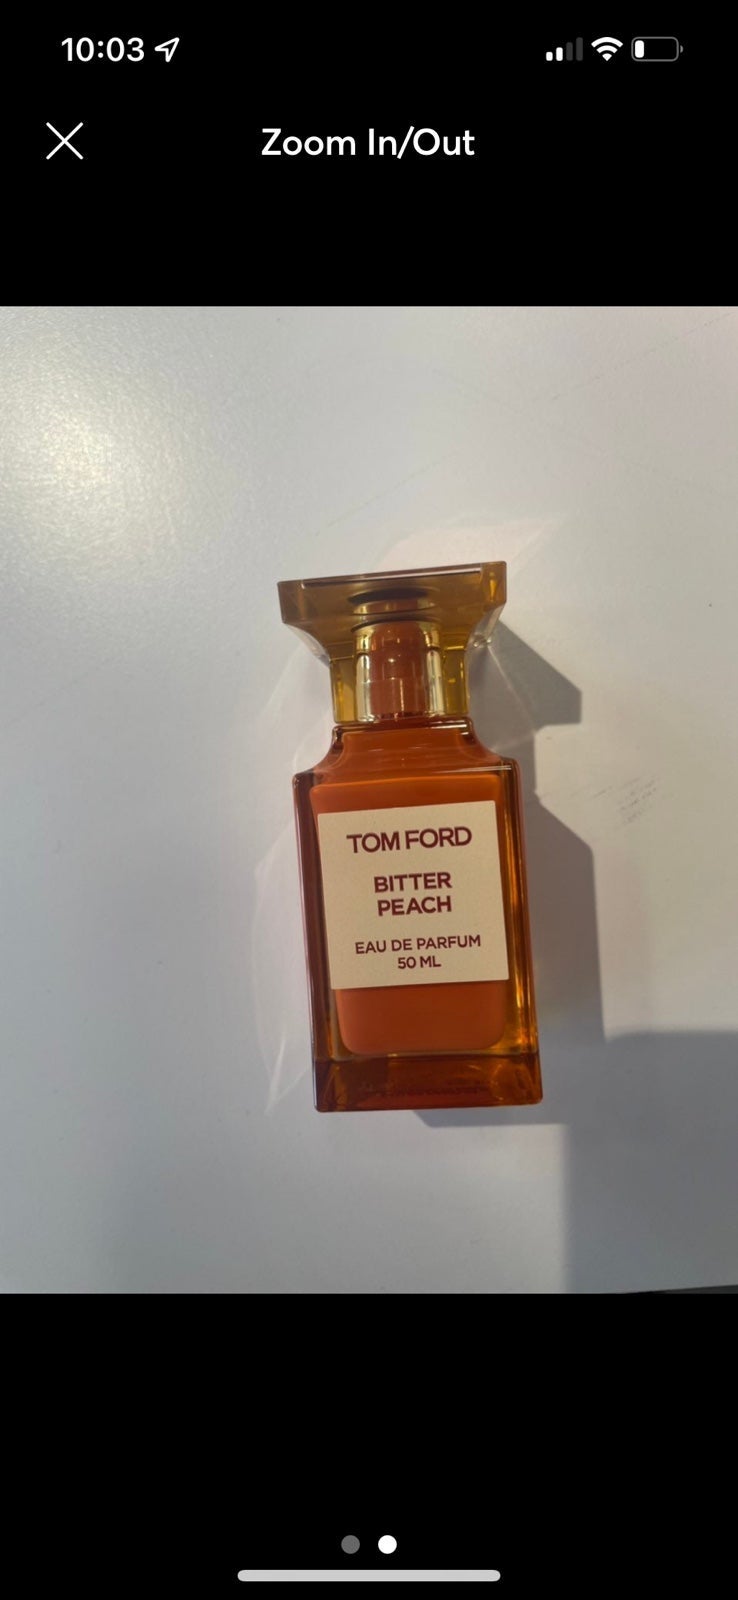 10:03
Zoom In/Out
TOM FORD
BITTER
PEACH
EAU DE PARFUM
50 ML